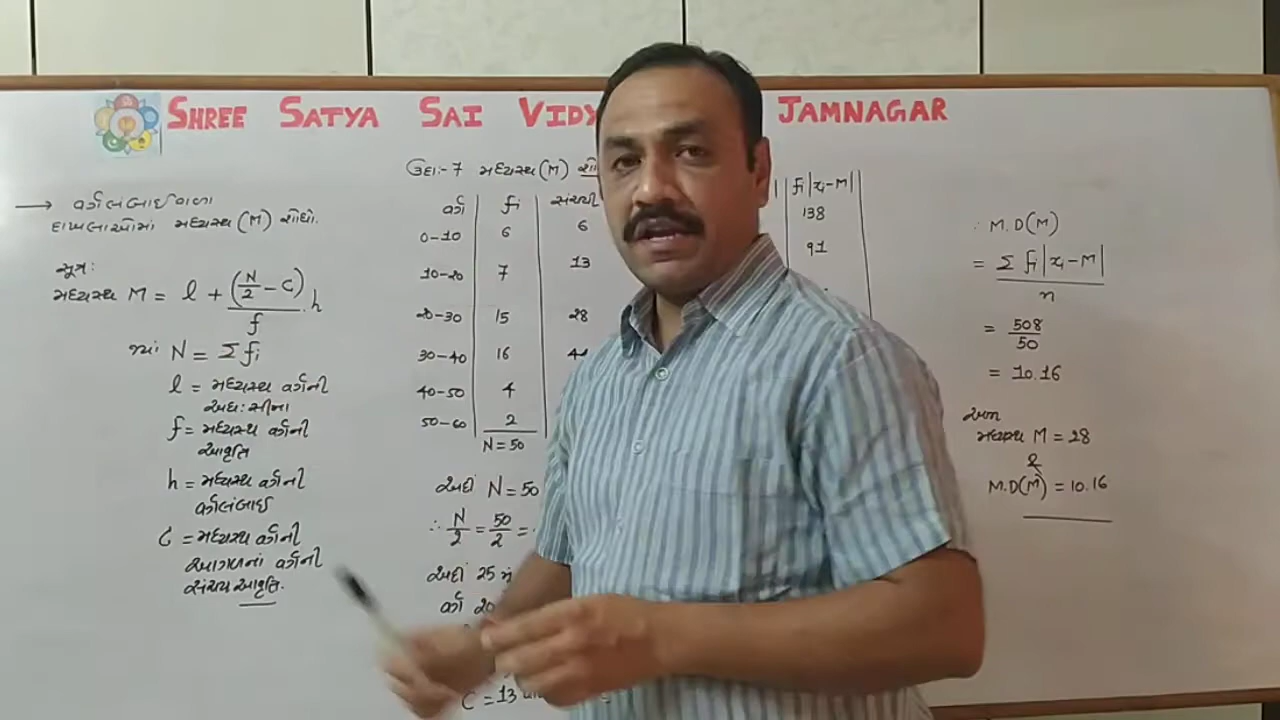 SHREE SATYA SAI VIDY JAMNAGAR
→ વર્ગલંબાઈવાળા
દાખલાઓમાં મધ્યસ્થ (M) શોધો.
સૂત્ર:
મધ્યસ્થ M = l + (N/2 - C)/f . h
જ્યાં N = Σfi
l = મધ્યસ્થ વર્ગની
અધ: સીમા
f = મધ્યસ્થ વર્ગની
આવૃત્તિ
h = મધ્યસ્થ વર્ગની
વર્ગલંબાઈ
C = મધ્યસ્થ વર્ગની
આગળનાં વર્ગની
સંચયી આવૃત્તિ.
ઉદા:-7 મધ્યસ્થ (M)
વર્ગ fi સંચયી fi|xi-M|
0-10 6 6 138
10-20 7 13 91
20-30 15 28
30-40 16 44
40-50 4
50-60 2
N = 50
અહીં N = 50
∴ N/2 = 50/2 =
અહીં 25
વર્ગ 20
C = 13
∴ M.D(M)
= Σ fi|xi-M| / n
= 508/50
= 10.16
આમ
મધ્યસ્થ M = 28
&
M.D(M) = 10.16